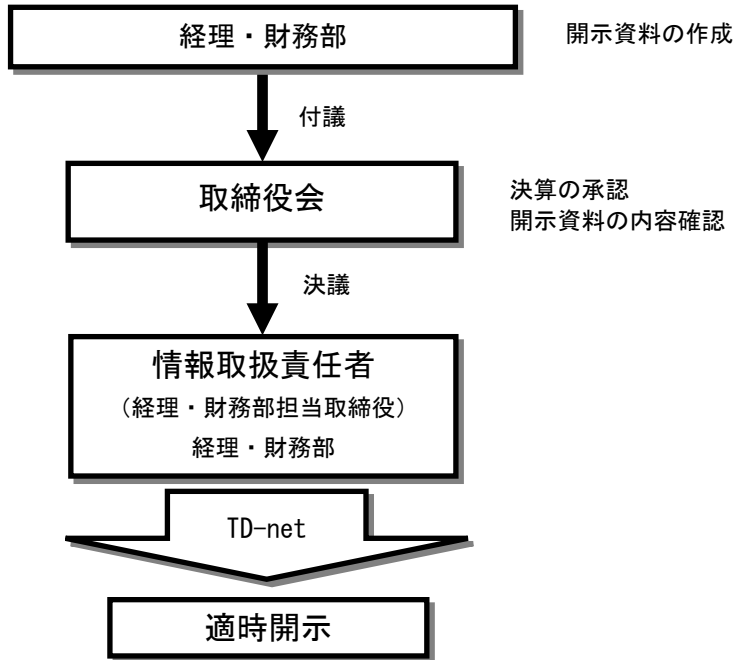 経理・財務部
開示資料の作成
付議
取締役会
決算の承認
開示資料の内容確認
決議
情報取扱責任者
（経理・財務部担当取締役）
経理・財務部
TD-net
適時開示